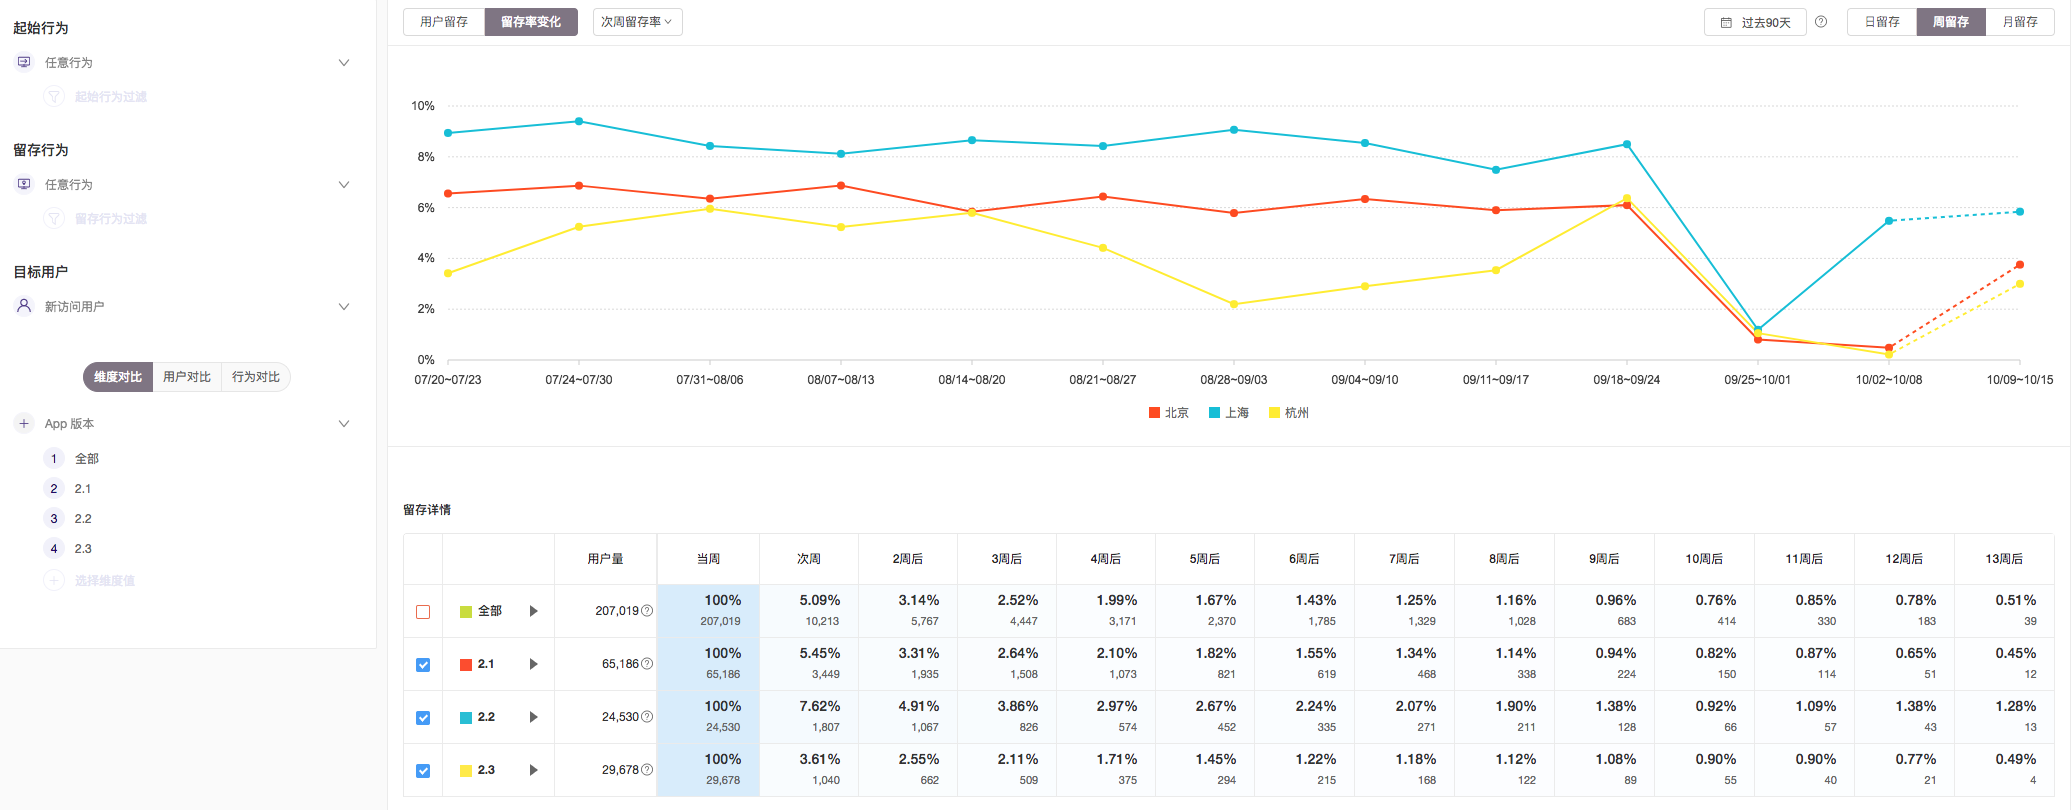 起始行为
任意行为
起始行为过滤
留存行为
任意行为
留存行为过滤
目标用户
新访问用户
维度对比 用户对比 行为对比
App 版本
1 全部
2 2.1
3 2.2
4 2.3
选择维度值
用户留存 留存率变化 次周留存率 过去90天 日留存 周留存 月留存
10%
8%
6%
4%
2%
0%
07/20~07/23 07/24~07/30 07/31~08/06 08/07~08/13 08/14~08/20 08/21~08/27 08/28~09/03 09/04~09/10 09/11~09/17 09/18~09/24 09/25~10/01 10/02~10/08 10/09~10/15
北京 上海 杭州
留存详情
用户量 当周 次周 2周后 3周后 4周后 5周后 6周后 7周后 8周后 9周后 10周后 11周后 12周后 13周后
全部 207,019 100% 5.09% 3.14% 2.52% 1.99% 1.67% 1.43% 1.25% 1.16% 0.96% 0.76% 0.85% 0.78% 0.51%
207,019 10,213 5,767 4,447 3,171 2,370 1,785 1,329 1,028 683 414 330 183 39
2.1 65,186 100% 5.45% 3.31% 2.64% 2.10% 1.82% 1.55% 1.34% 1.14% 0.94% 0.82% 0.87% 0.65% 0.45%
65,186 3,449 1,935 1,508 1,073 821 619 468 338 224 150 114 51 12
2.2 24,530 100% 7.62% 4.91% 3.86% 2.97% 2.67% 2.24% 2.07% 1.90% 1.38% 0.92% 1.09% 1.38% 1.28%
24,530 1,807 1,067 826 574 452 335 271 211 128 66 57 43 13
2.3 29,678 100% 3.61% 2.55% 2.11% 1.71% 1.45% 1.22% 1.18% 1.12% 1.08% 0.90% 0.90% 0.77% 0.49%
29,678 1,040 662 509 375 294 215 168 122 89 55 40 21 4